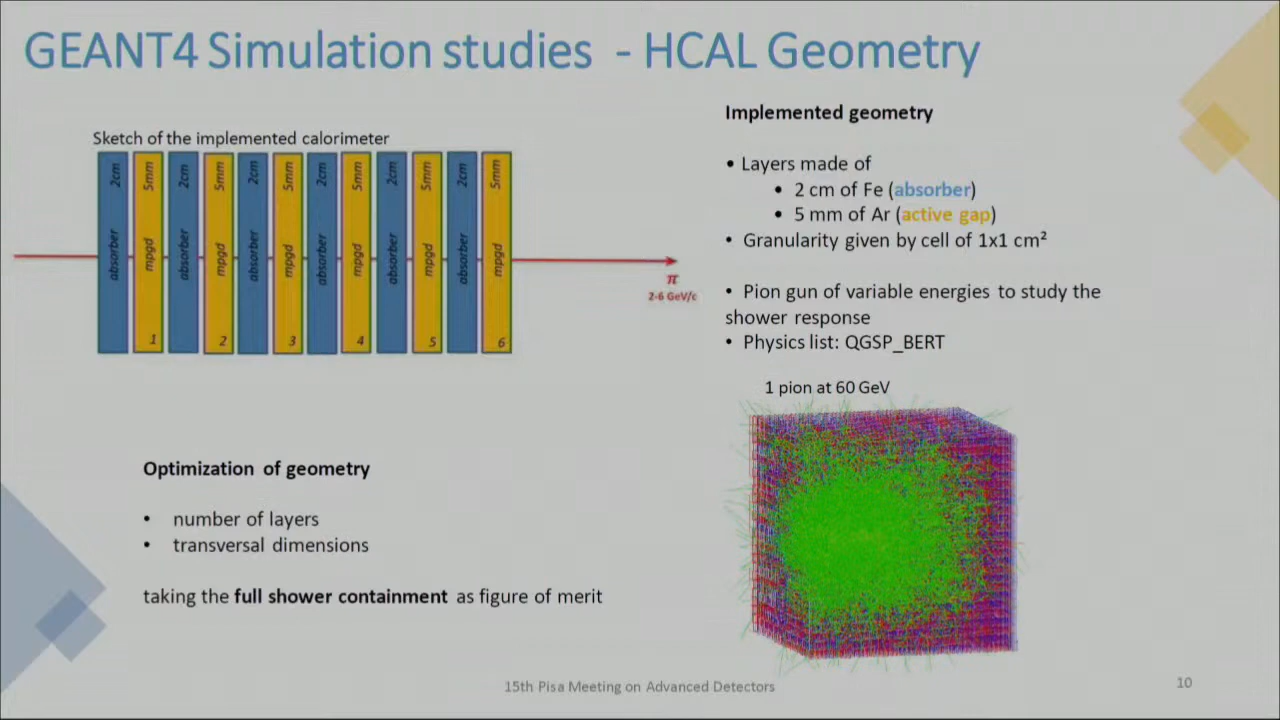 GEANT4 Simulation studies - HCAL Geometry
Sketch of the implemented calorimeter
absorber 2cm
mpgd 5mm 1
absorber 2cm
mpgd 5mm 2
absorber 2cm
mpgd 5mm 3
absorber 2cm
mpgd 5mm 4
absorber 2cm
mpgd 5mm 5
absorber 2cm
mpgd 5mm 6
π
2-6 GeV/c
Implemented geometry
• Layers made of
• 2 cm of Fe (absorber)
• 5 mm of Ar (active gap)
• Granularity given by cell of 1x1 cm²
• Pion gun of variable energies to study the
shower response
• Physics list: QGSP_BERT
1 pion at 60 GeV
Optimization of geometry
• number of layers
• transversal dimensions
taking the full shower containment as figure of merit
15th Pisa Meeting on Advanced Detectors
10